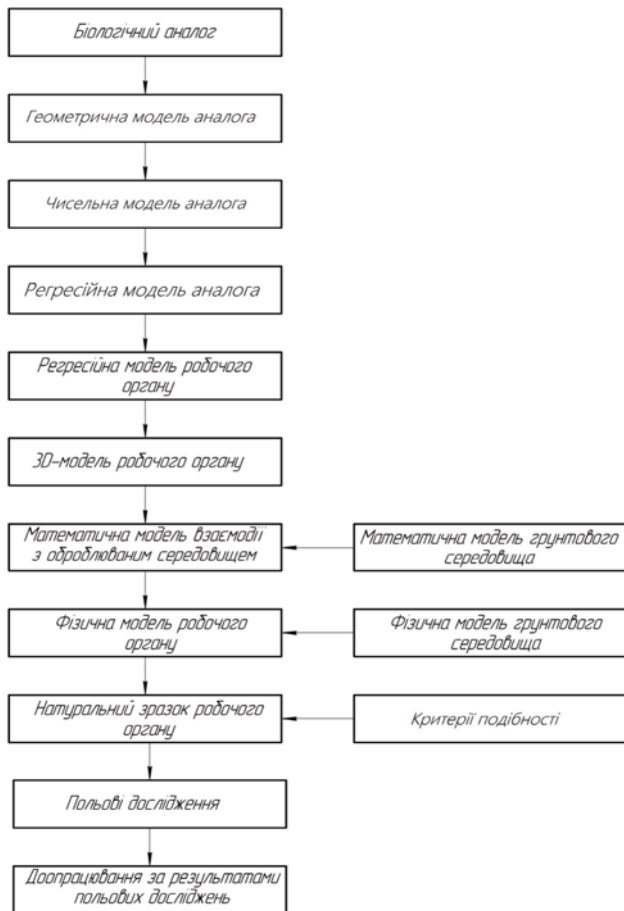 Біологічний аналог
Геометрична модель аналога
Чисельна модель аналога
Регресійна модель аналога
Регресійна модель робочого
органу
3D-модель робочого органу
Математична модель взаємодії
з оброблюваним середовищем
Математична модель грунтового
середовища
Фізична модель робочого
органу
Фізична модель грунтового
середовища
Натуральний зразок робочого
органу
Критерії подібності
Польові дослідження
Доопрацювання за результатами
польових досліджень